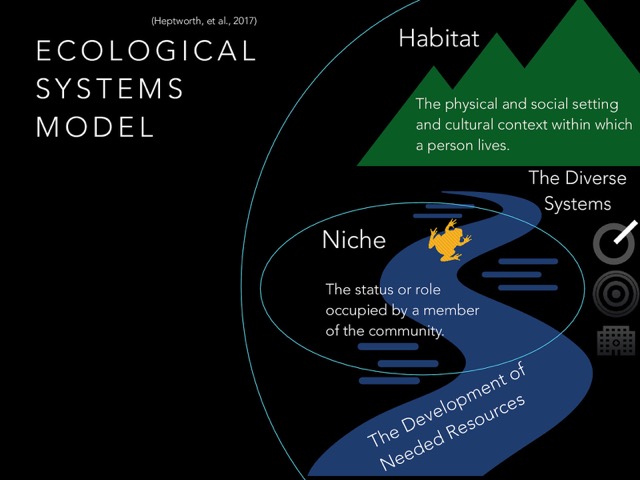 (Heptworth, et al., 2017)
ECOLOGICAL
SYSTEMS
MODEL
Habitat
The physical and social setting
and cultural context within which
a person lives.
The Diverse
Systems
Niche
The status or role
occupied by a member
of the community.
The Development of
Needed Resources